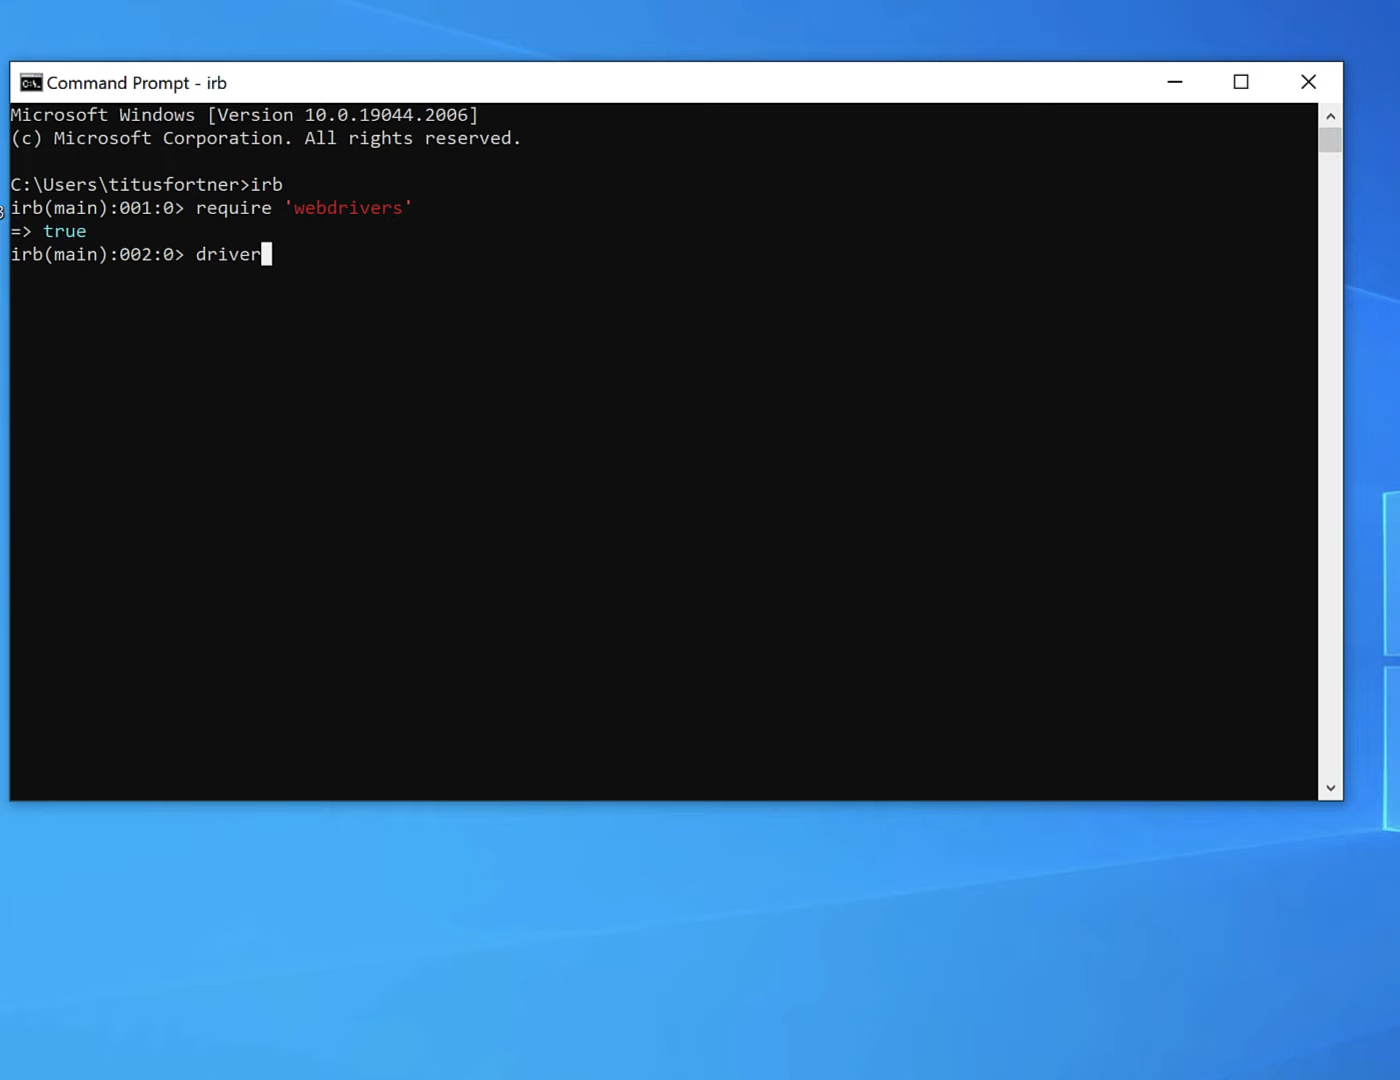 Command Prompt - irb
Microsoft Windows [Version 10.0.19044.2006]
(c) Microsoft Corporation. All rights reserved.
C:\Users\titusfortner>irb
irb(main):001:0> require 'webdrivers'
=> true
irb(main):002:0> driver